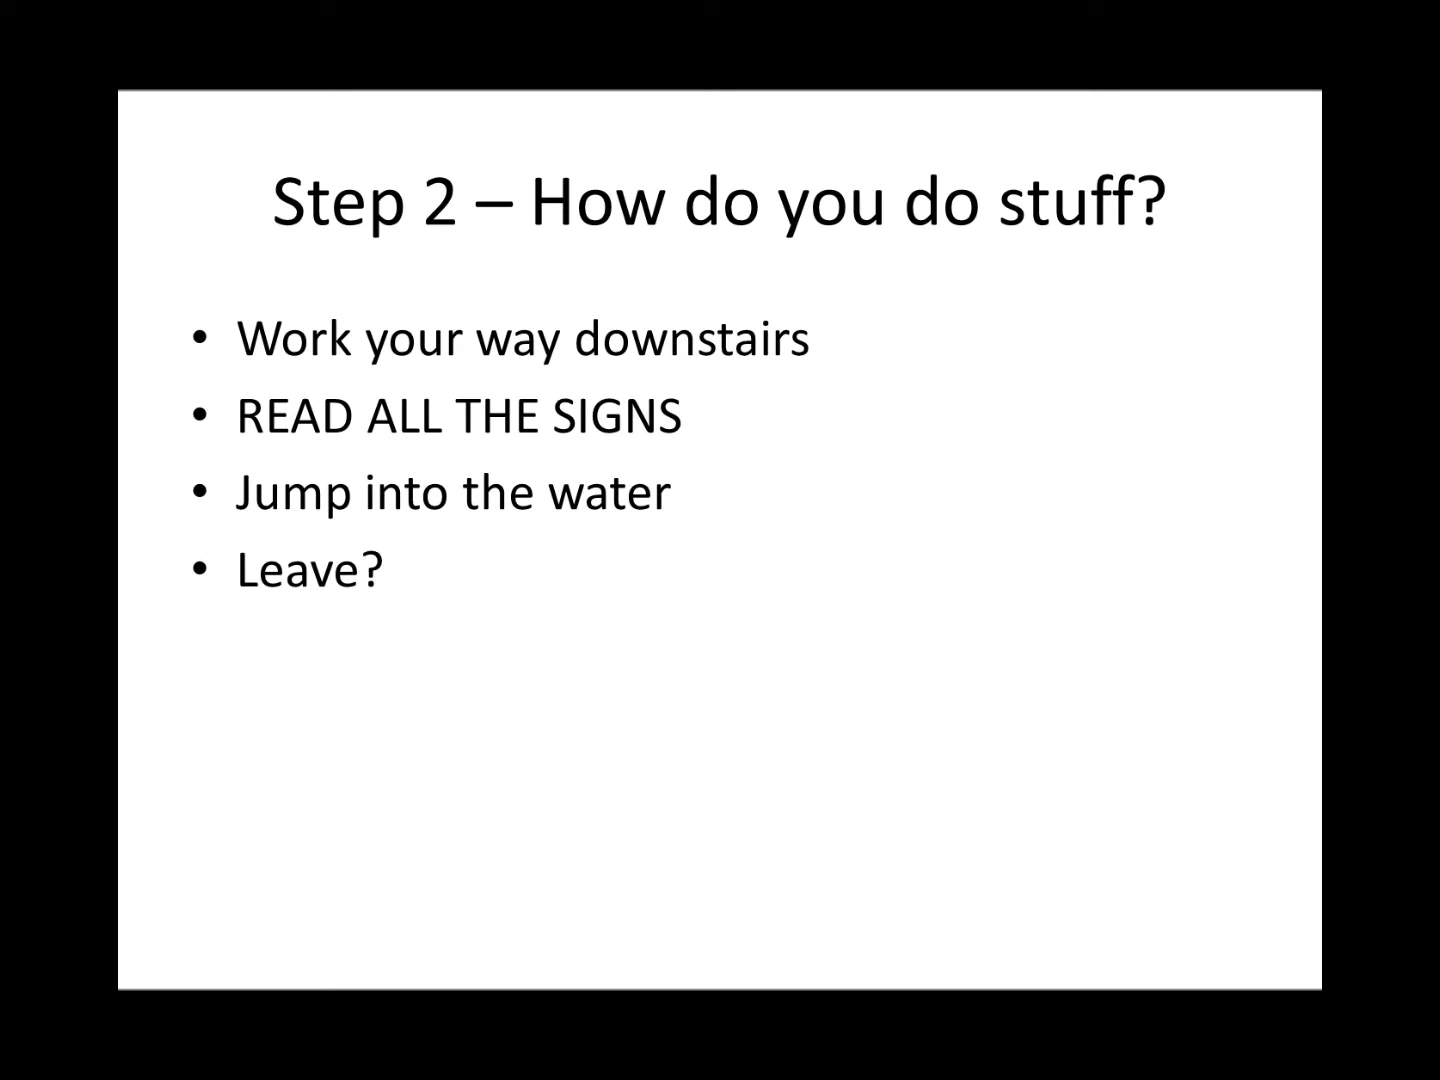 Step 2 – How do you do stuff?
• Work your way downstairs
• READ ALL THE SIGNS
• Jump into the water
• Leave?